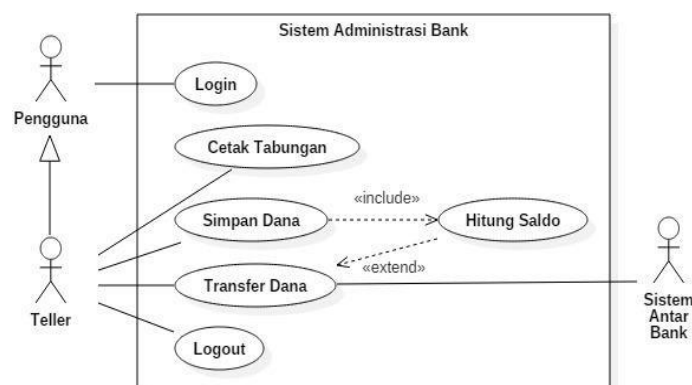 Sistem Administrasi Bank
Login
Pengguna
Cetak Tabungan
«include»
Simpan Dana
Hitung Saldo
«extend»
Transfer Dana
Teller
Sistem
Antar
Bank
Logout